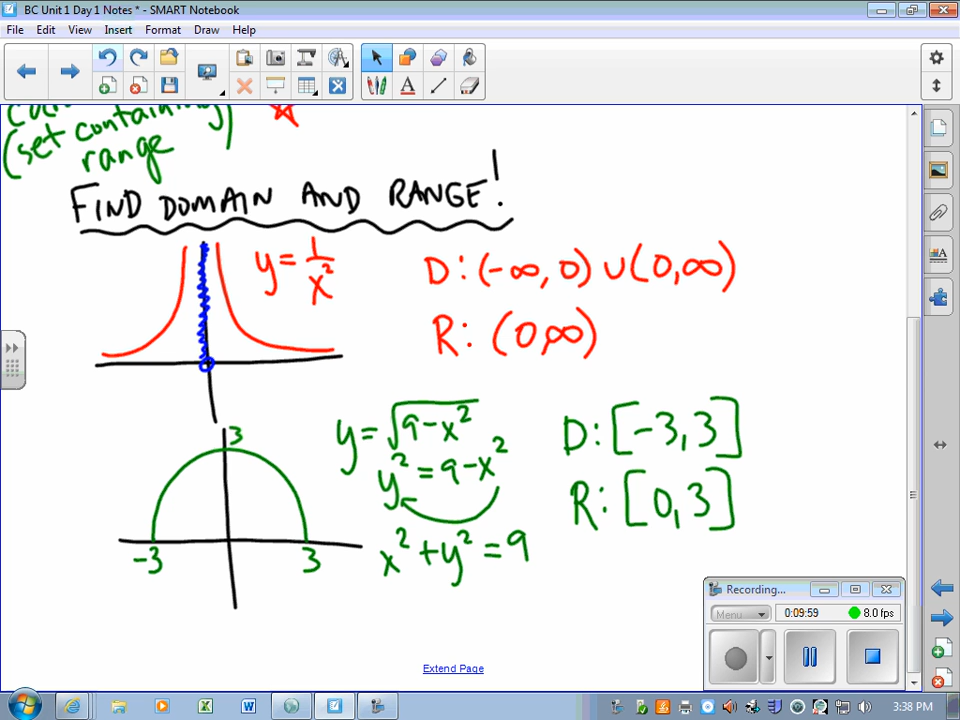 BC Unit 1 Day 1 Notes * - SMART Notebook
File Edit View Insert Format Draw Help
(set containing)
range
FIND DOMAIN AND RANGE!
y = 1/x²
D: (-∞, 0) ∪ (0, ∞)
R: (0, ∞)
3
-3
3
y = √9-x²
y² = 9-x²
x² + y² = 9
D: [-3, 3]
R: [0, 3]
Recording...
Menu
0:09:59
8.0 fps
Extend Page
3:38 PM